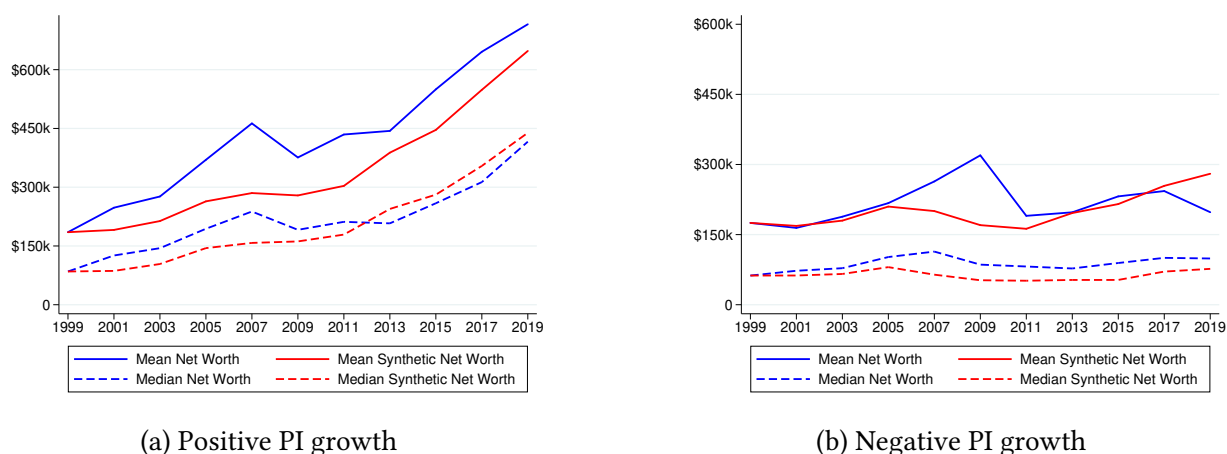 $600k
$450k
$300k
$150k
0
1999 2001 2003 2005 2007 2009 2011 2013 2015 2017 2019
Mean Net Worth Mean Synthetic Net Worth
Median Net Worth Median Synthetic Net Worth
(a) Positive PI growth
$600k
$450k
$300k
$150k
0
1999 2001 2003 2005 2007 2009 2011 2013 2015 2017 2019
Mean Net Worth Mean Synthetic Net Worth
Median Net Worth Median Synthetic Net Worth
(b) Negative PI growth